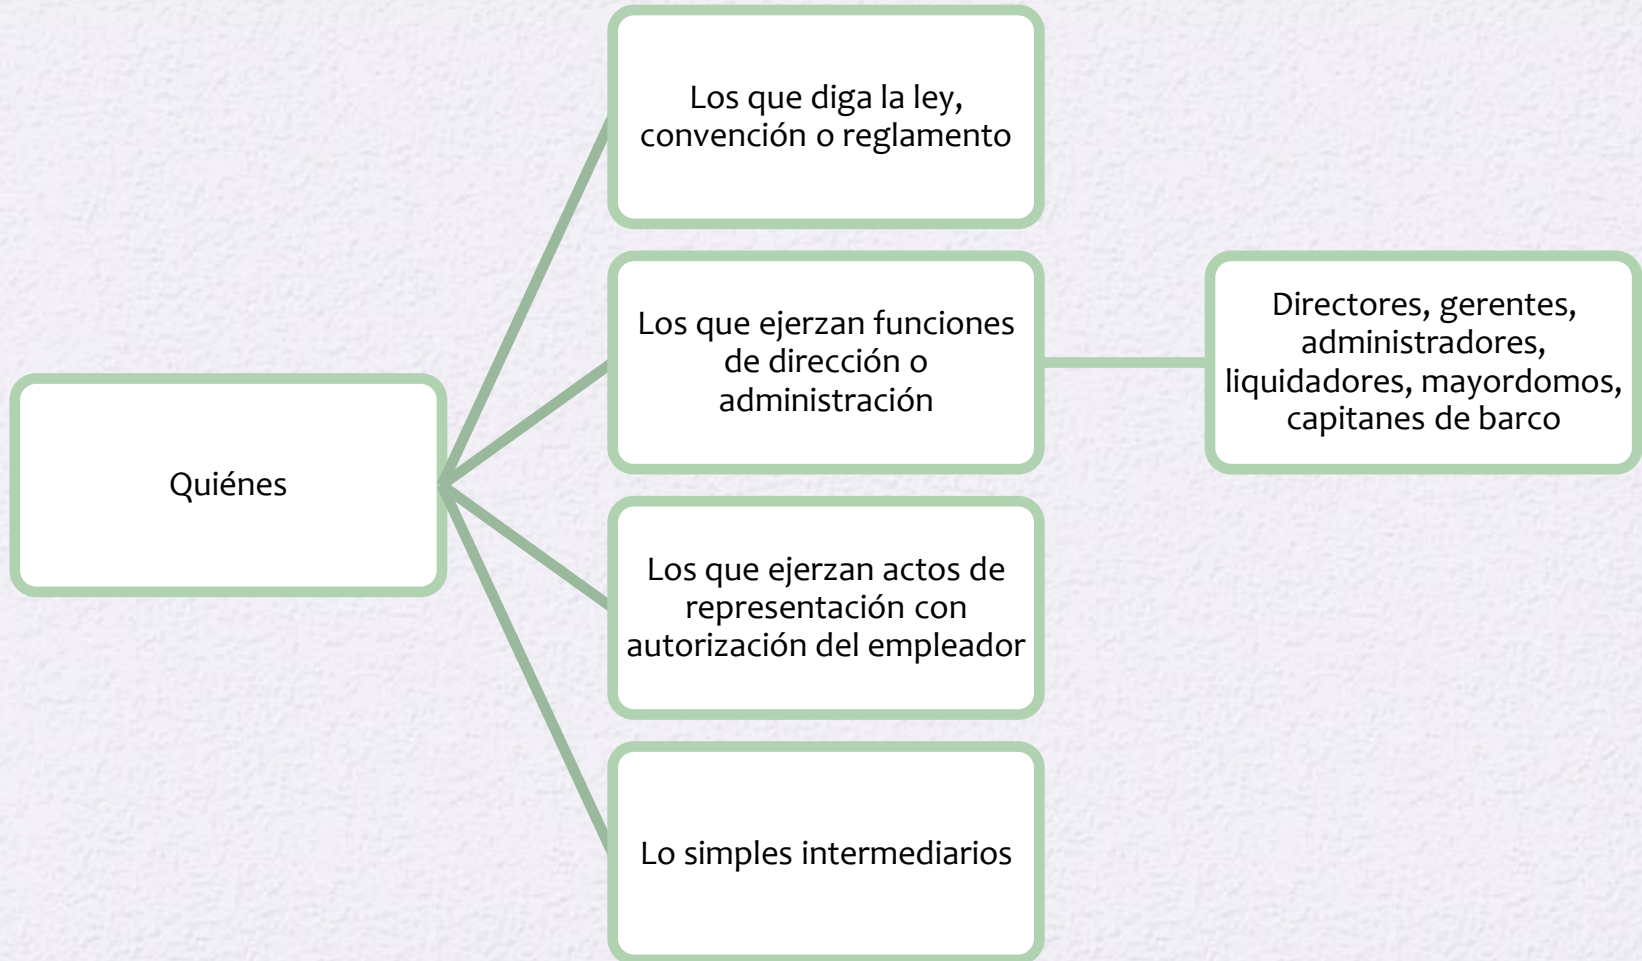 Quiénes
Los que diga la ley,
convención o reglamento
Los que ejerzan funciones
de dirección o
administración
Directores, gerentes,
administradores,
liquidadores, mayordomos,
capitanes de barco
Los que ejerzan actos de
representación con
autorización del empleador
Lo simples intermediarios